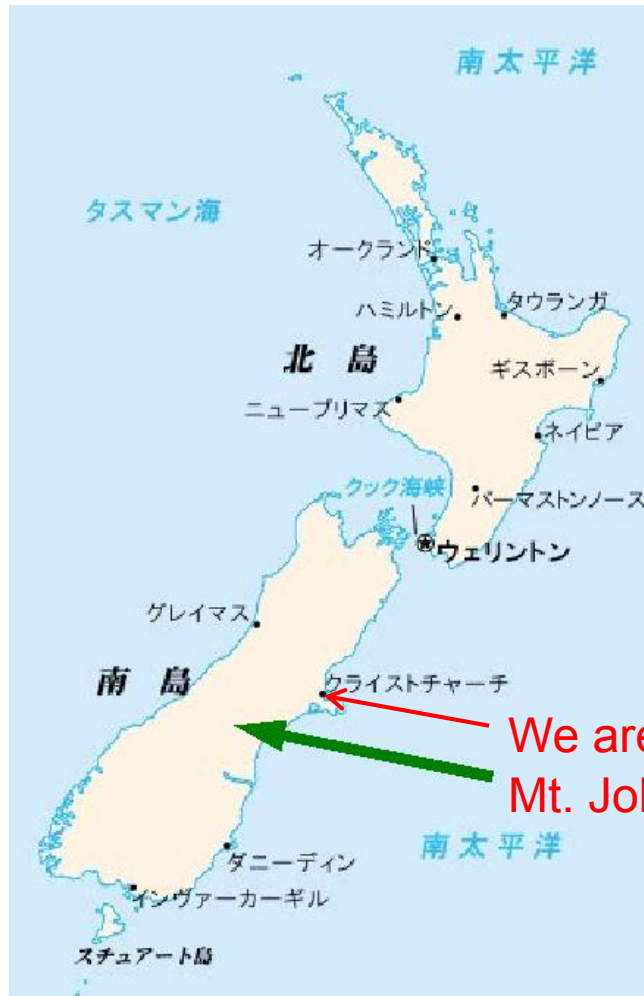 南太平洋
タスマン海
オークランド
ハミルトン
タウランガ
北 島
ギスボーン
ニュープリマス
ネイピア
クック海峡
パーマストンノース
ウェリントン
グレイマス
南 島
クライストチャーチ
We are
Mt. Jo
南太平洋
ダニーディン
インヴァーカーギル
スチュアート島